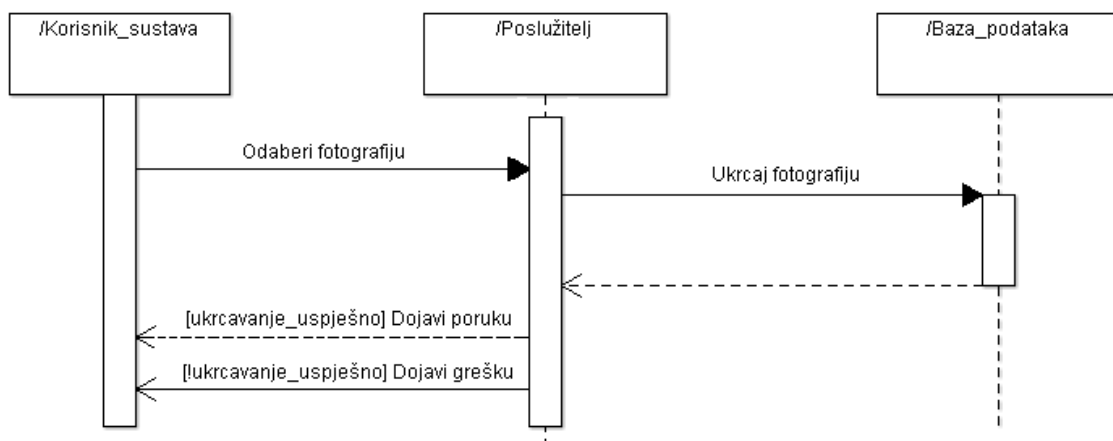 /Korisnik_sustava
/Poslužitelj
/Baza_podataka
Odaberi fotografiju
Ukrcaj fotografiju
[ukrcavanje_uspješno] Dojavi poruku
[!ukrcavanje_uspješno] Dojavi grešku